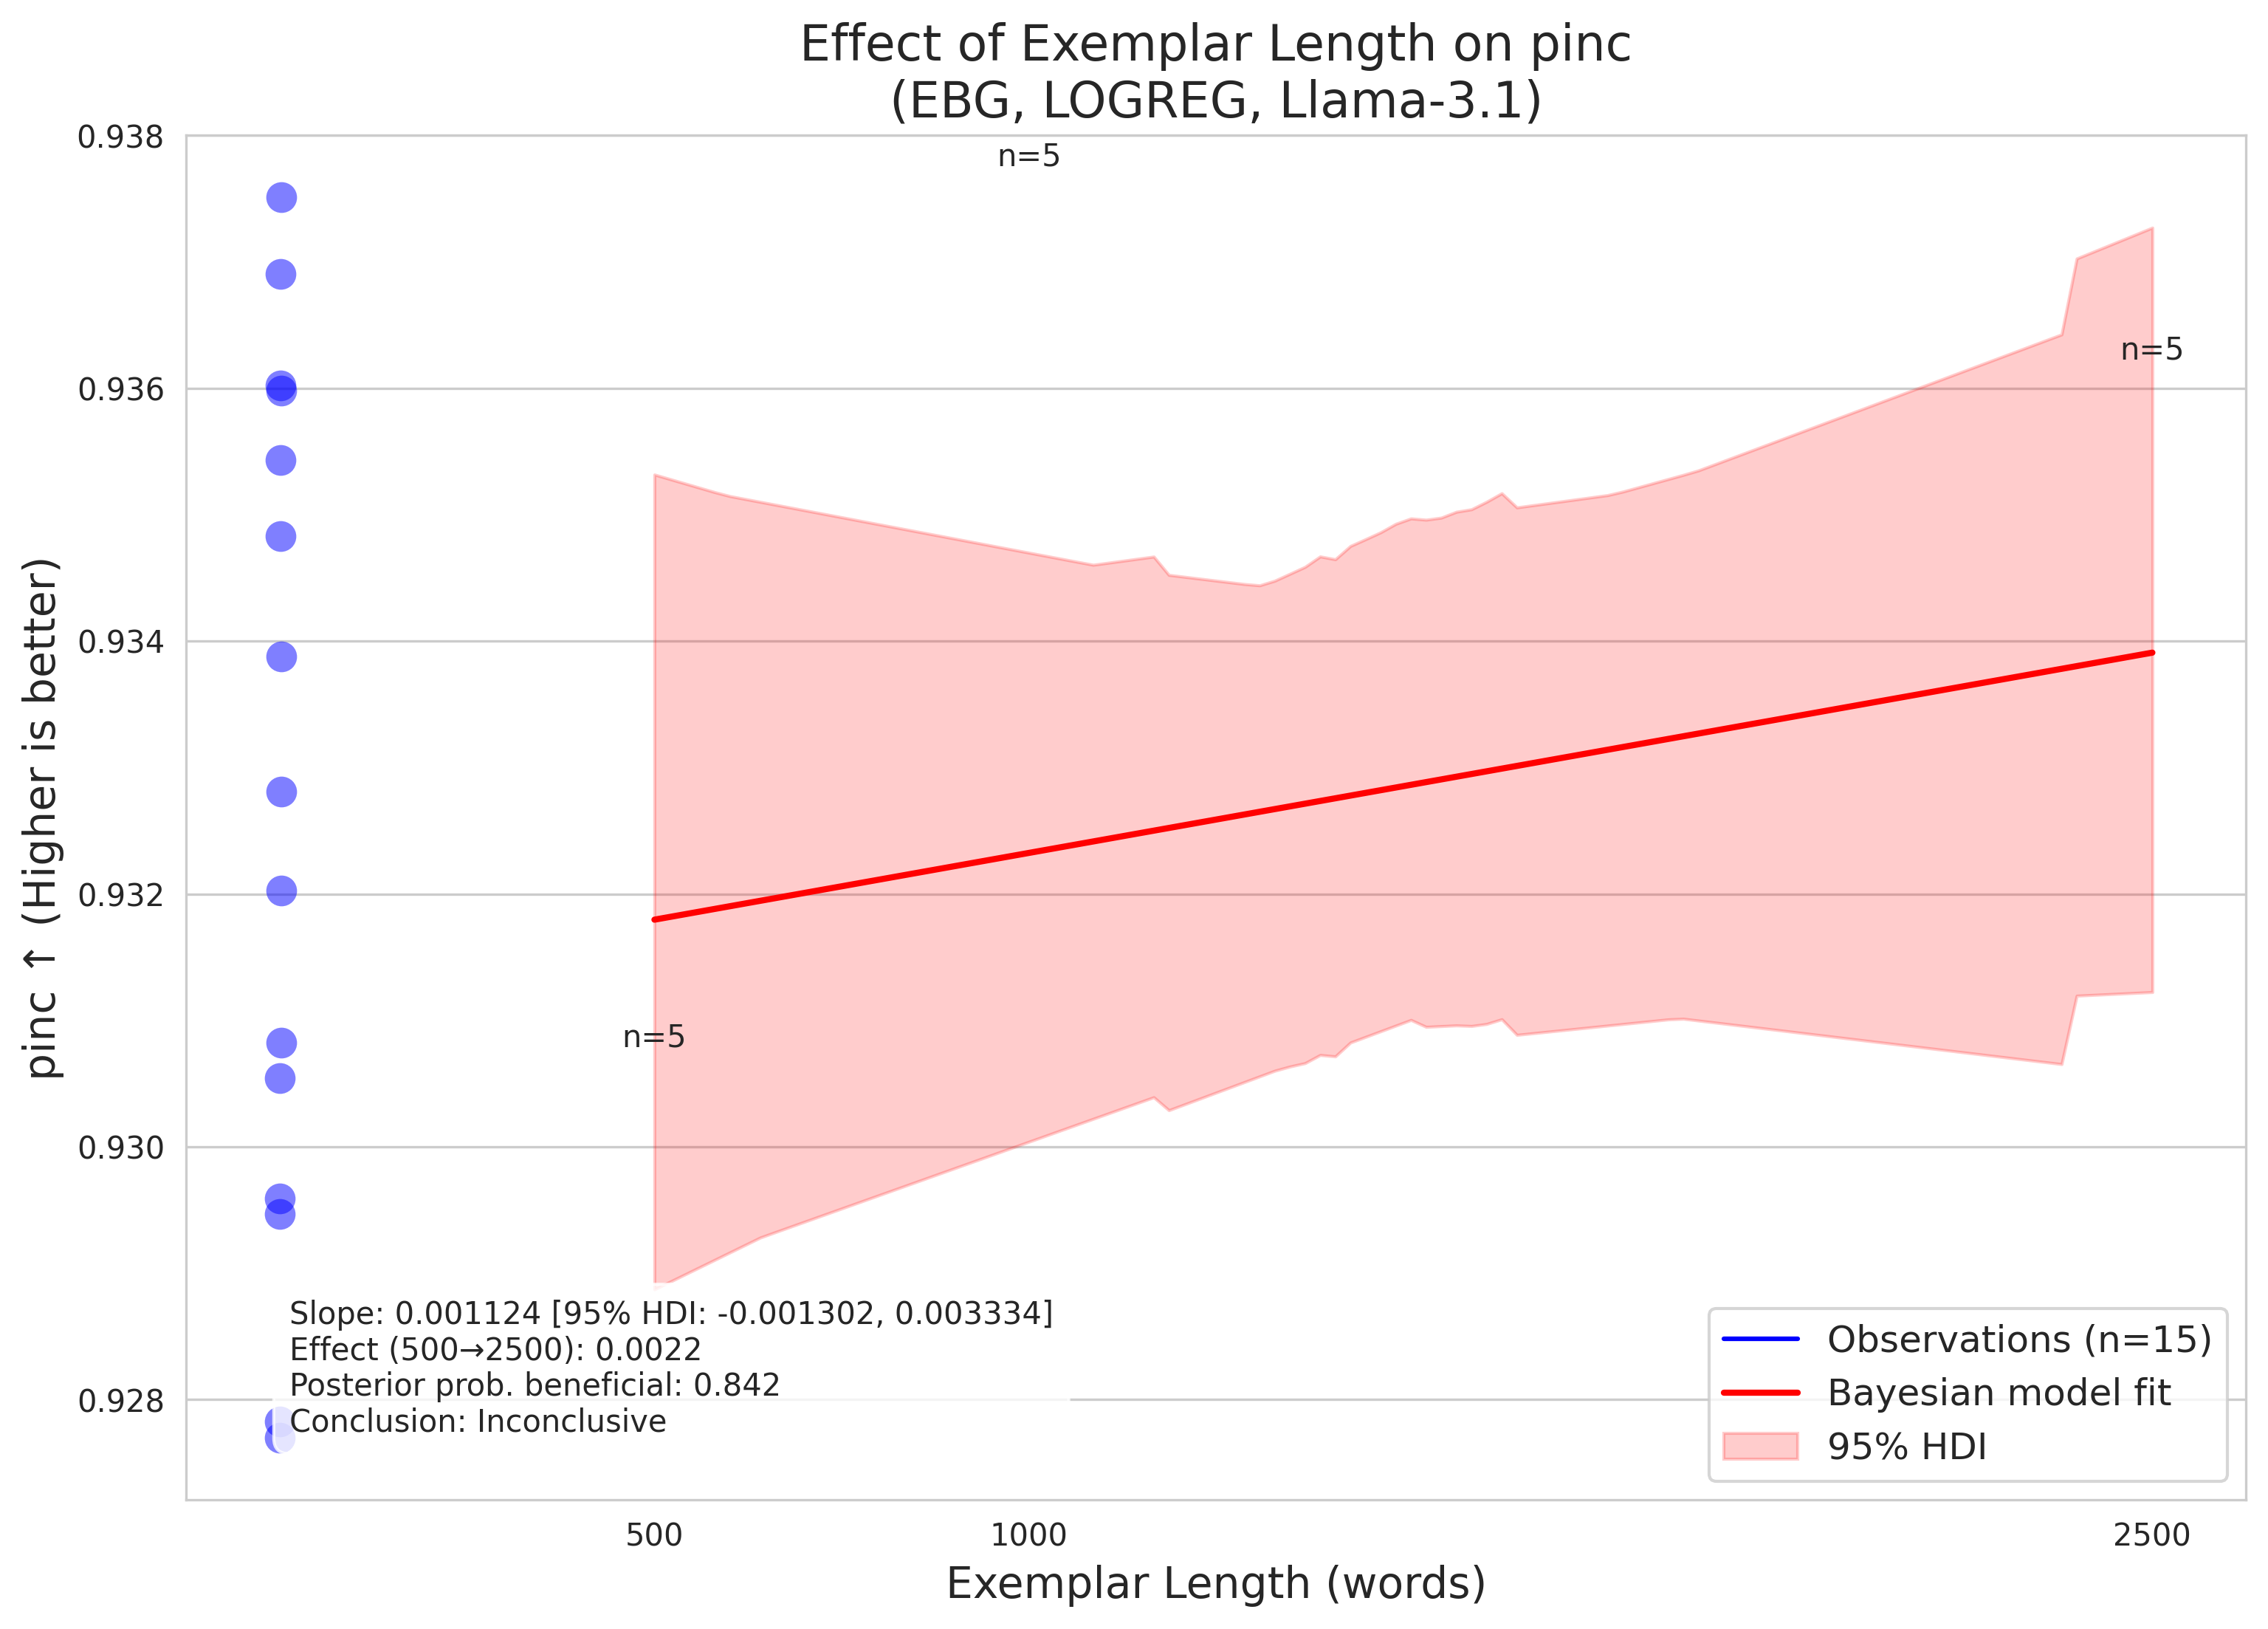 Effect of Exemplar Length on pinc
(EBG, LOGREG, Llama-3.1)
pinc ↑ (Higher is better)
0.938
0.936
0.934
0.932
0.930
0.928
n=5
n=5
n=5
Slope: 0.001124 [95% HDI: -0.001302, 0.003334]
Effect (500→2500): 0.0022
Posterior prob. beneficial: 0.842
Conclusion: Inconclusive
Observations (n=15)
Bayesian model fit
95% HDI
500
1000
2500
Exemplar Length (words)